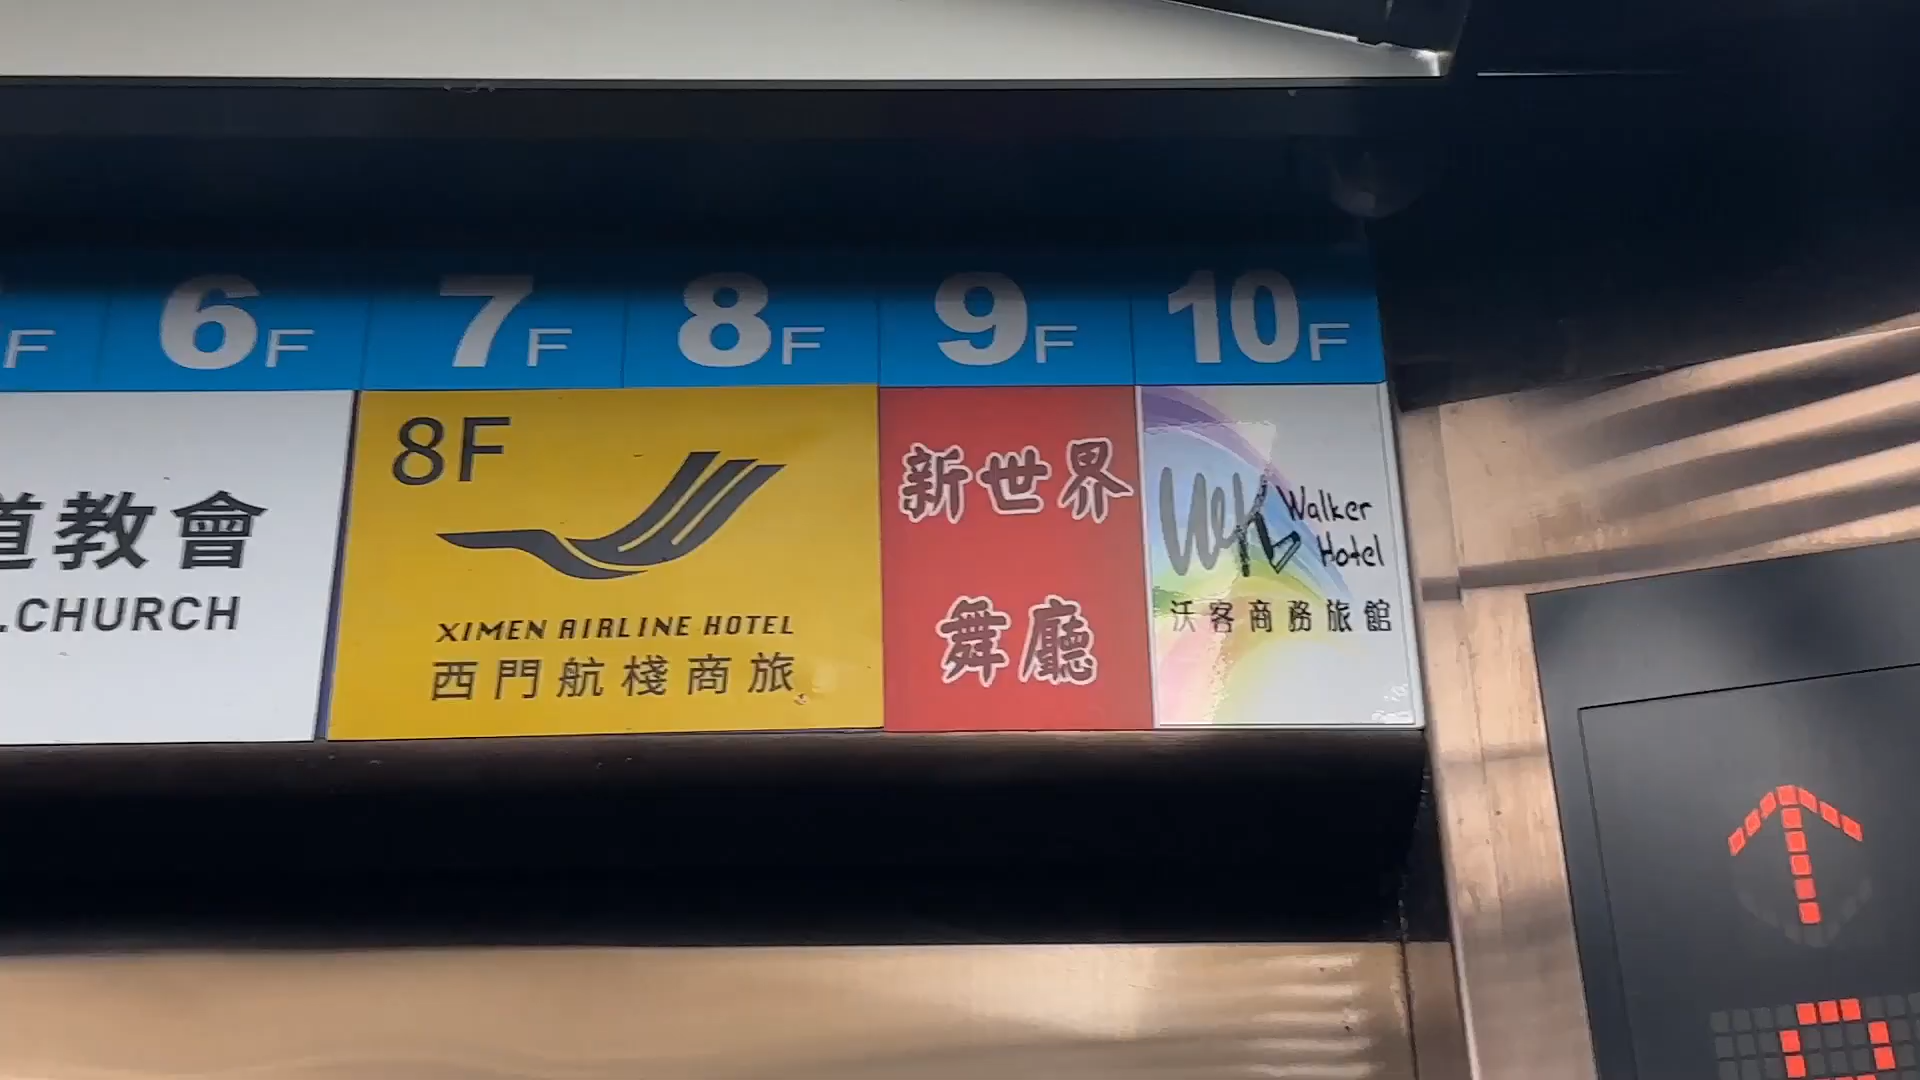 F 6F 7F 8F 9F 10F
道教會
.CHURCH
8F
XIMEN AIRLINE HOTEL
西門航棧商旅
新世界
舞廳
Walker
Hotel
沃客商務旅館